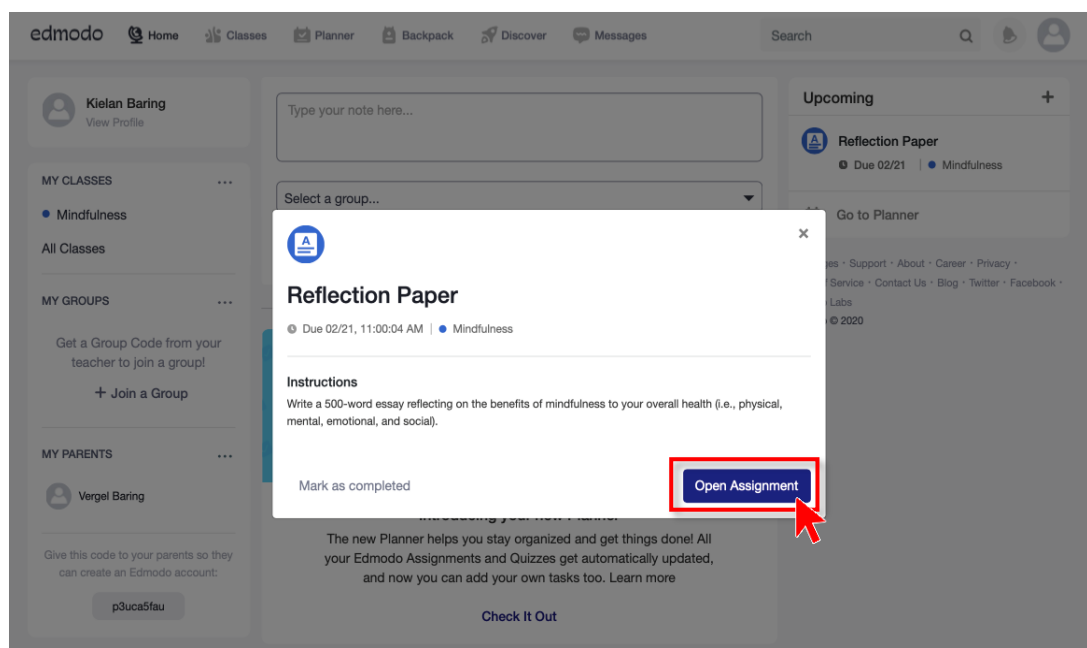 edmodo
Home
Classes
Planner
Backpack
Discover
Messages
Search
Kielan Baring
View Profile
MY CLASSES
...
Mindfulness
All Classes
MY GROUPS
...
Get a Group Code from your
teacher to join a group!
+ Join a Group
MY PARENTS
...
Vergel Baring
Give this code to your parents so they
can create an Edmodo account:
p3uca5fau
Type your note here...
Select a group...
A
Reflection Paper
Due 02/21, 11:00:04 AM | Mindfulness
Instructions
Write a 500-word essay reflecting on the benefits of mindfulness to your overall health (i.e., physical,
mental, emotional, and social).
Mark as completed
Open Assignment
The new Planner helps you stay organized and get things done! All
your Edmodo Assignments and Quizzes get automatically updated,
and now you can add your own tasks too. Learn more
Check It Out
Upcoming
+
A
Reflection Paper
Due 02/21 | Mindfulness
Go to Planner
· Support · About · Career · Privacy ·
Service · Contact Us · Blog · Twitter · Facebook ·
Labs
© 2020